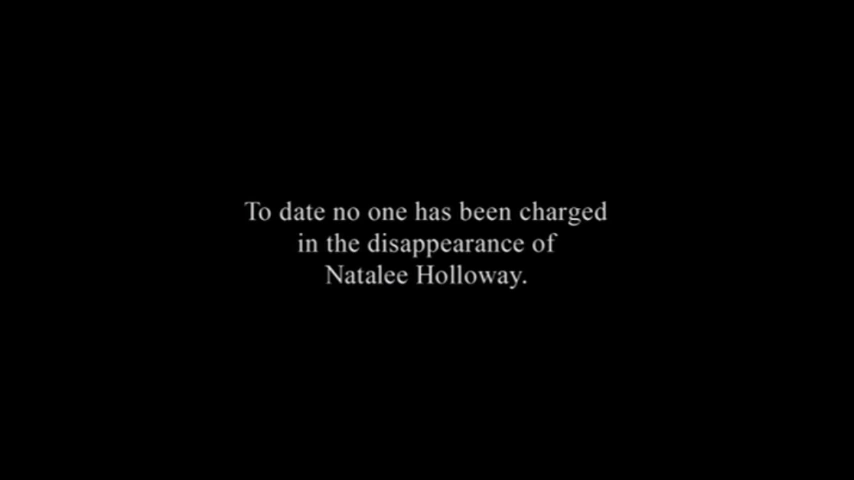 To date no one has been charged
in the disappearance of
Natalee Holloway.